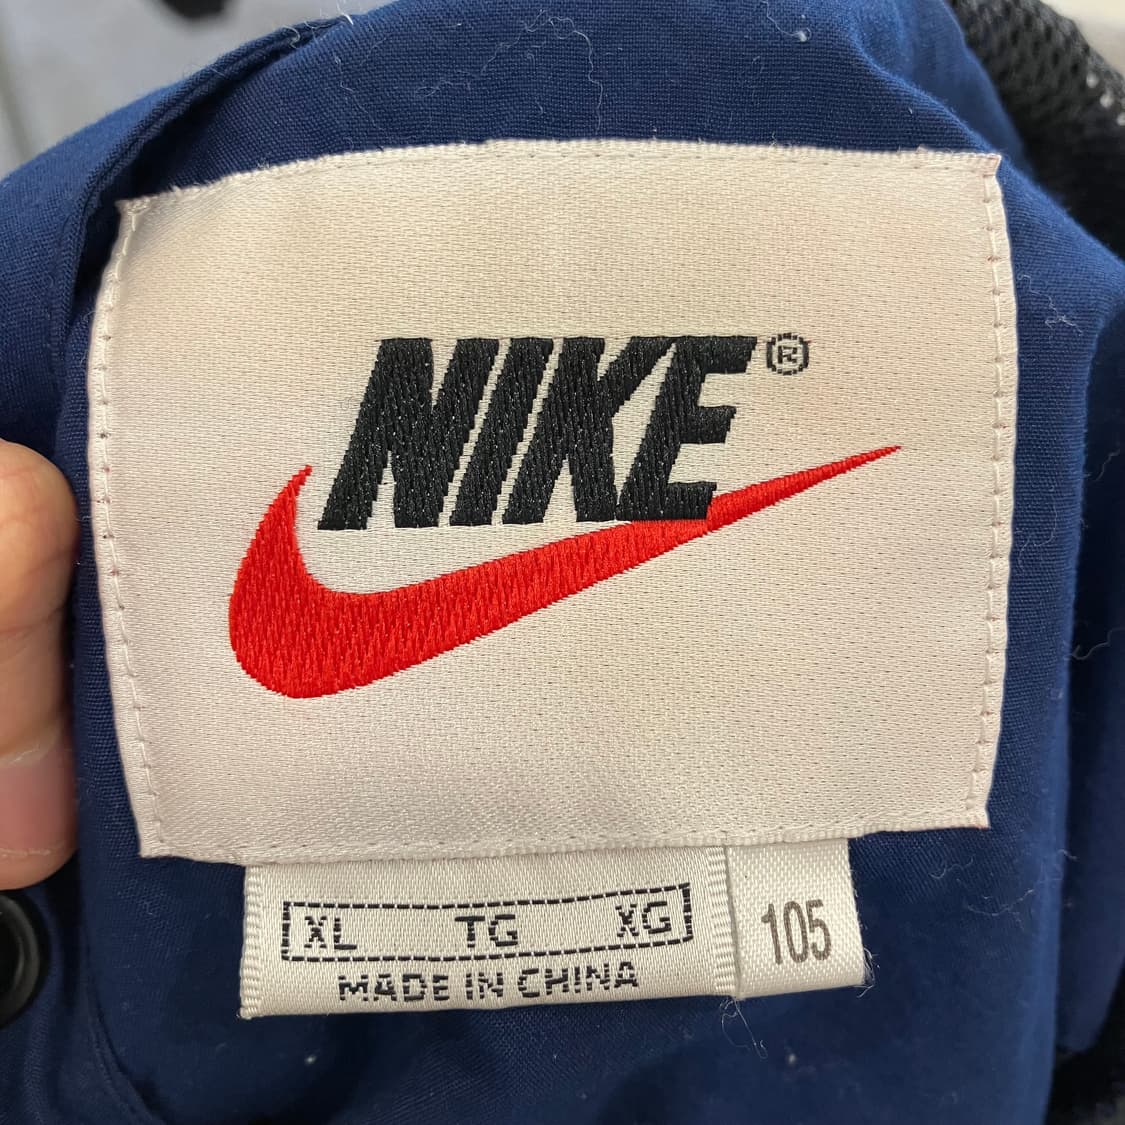 NIKE®
XL TG XG
MADE IN CHINA
105